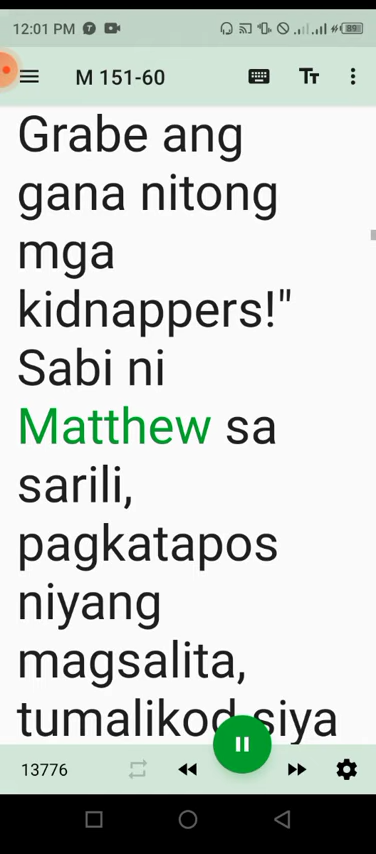 12:01 PM
89
M 151-60
Grabe ang
gana nitong
mga
kidnappers!"
Sabi ni
Matthew sa
sarili,
pagkatapos
niyang
magsalita,
tumalikod siya
13776